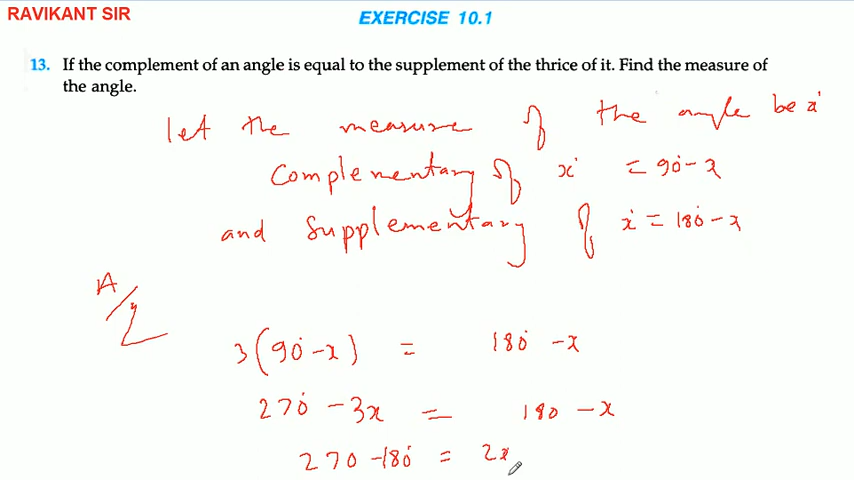 RAVIKANT SIR
EXERCISE 10.1
13. If the complement of an angle is equal to the supplement of the thrice of it. Find the measure of
the angle.
let the measure of the angle be x°
Complementary of x° = 90° - x
and Supplementary of x° = 180° - x
A/Q
3(90° - x) = 180° - x
270° - 3x = 180 - x
270 - 180° = 2x